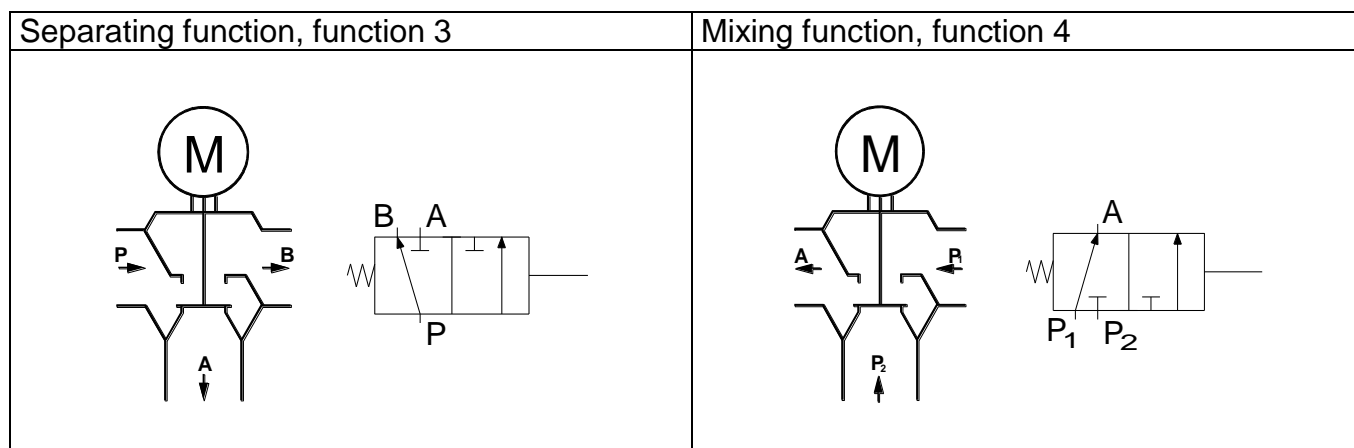 Separating function, function 3
Mixing function, function 4
M
B A
P B
P
A
M
A
A P1
P1 P2
P2